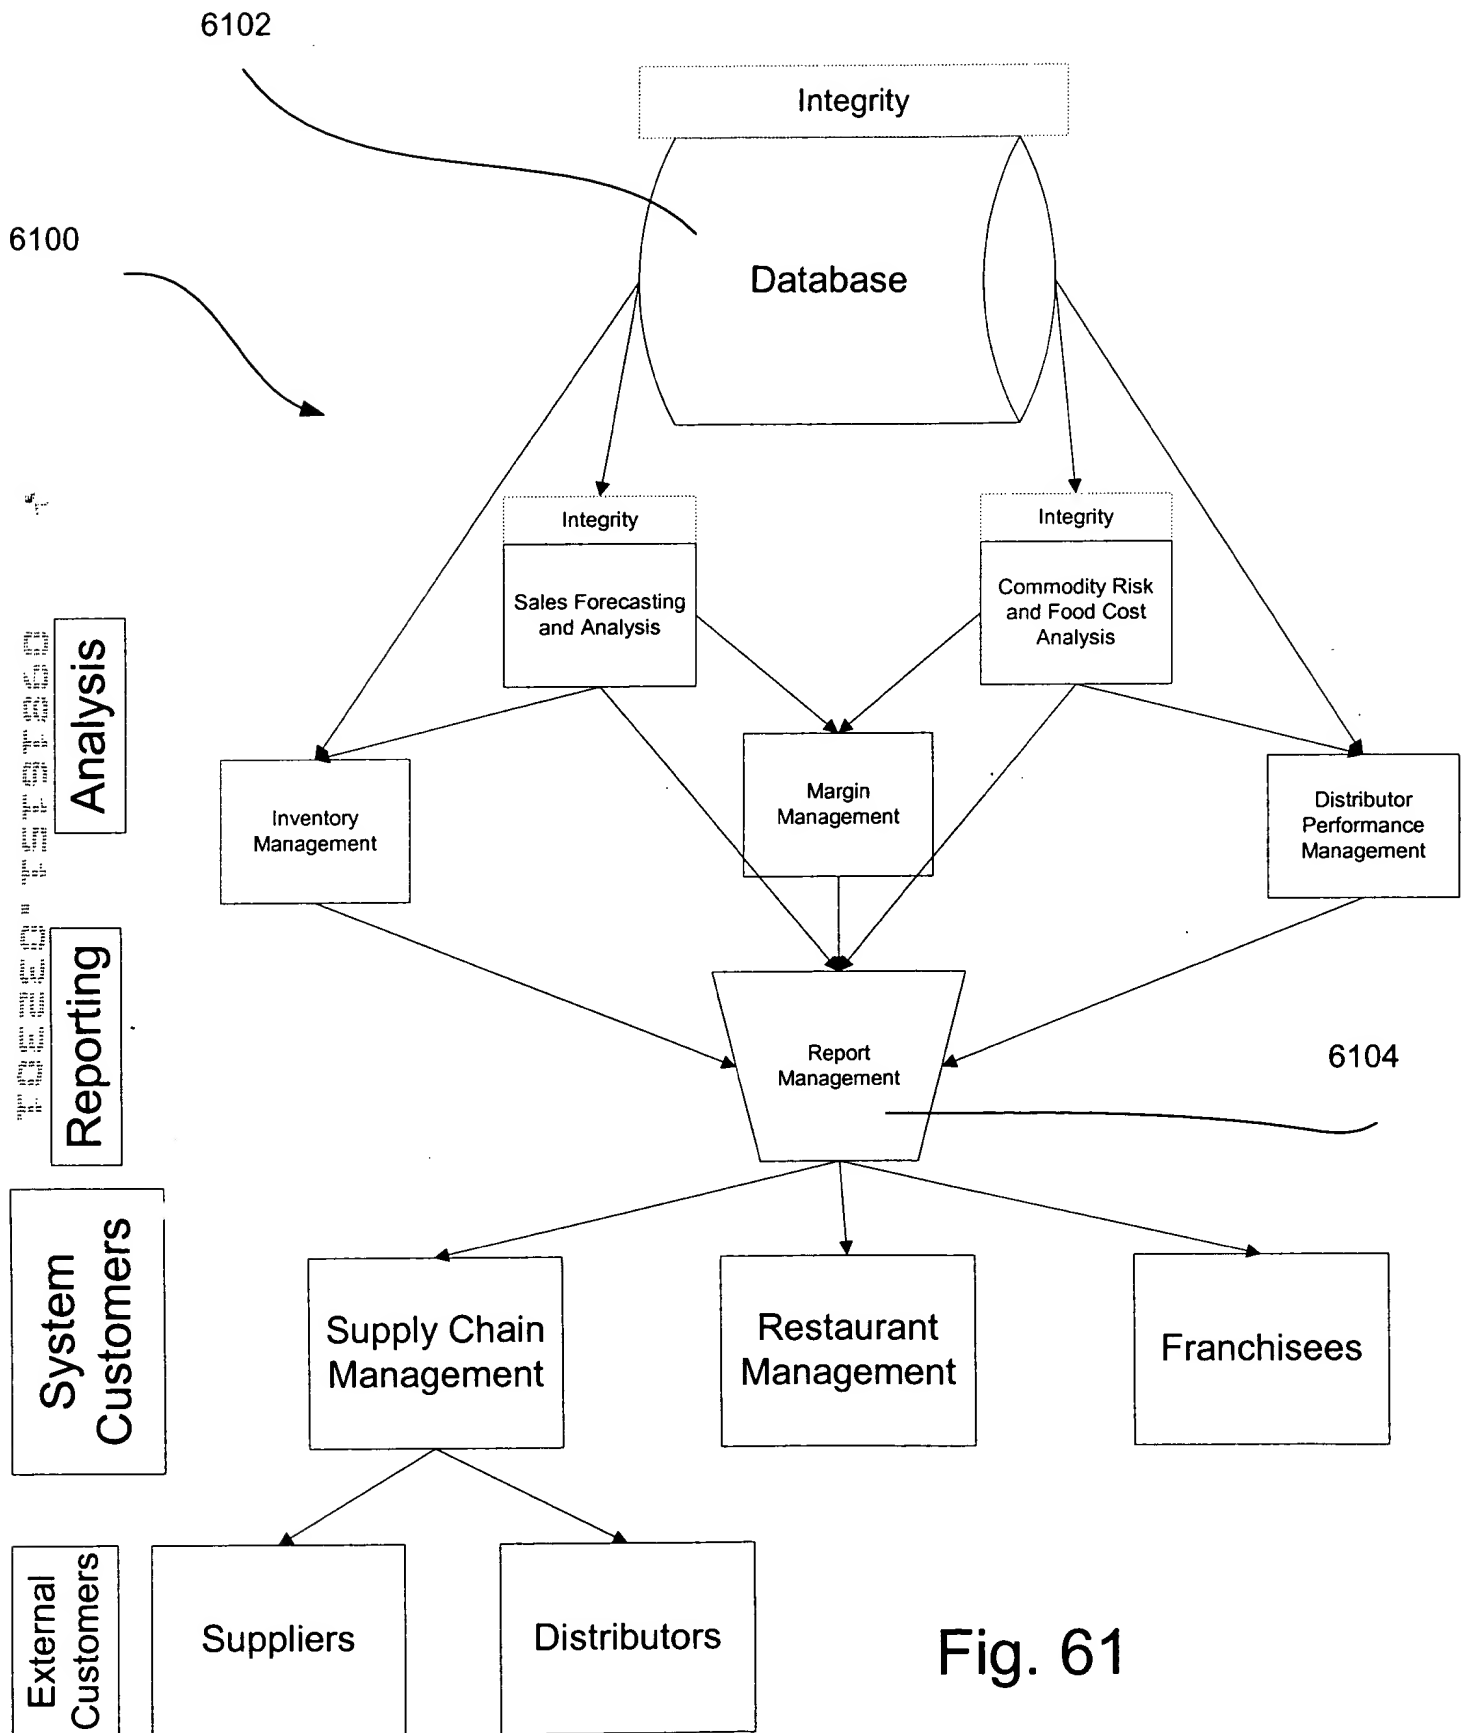 6102
Integrity
6100
Database
Integrity
Integrity
Sales Forecasting
and Analysis
Commodity Risk
and Food Cost
Analysis
Analysis
Inventory
Management
Margin
Management
Distributor
Performance
Management
Reporting
Report
Management
6104
System
Customers
Supply Chain
Management
Restaurant
Management
Franchisees
External
Customers
Suppliers
Distributors
Fig. 61